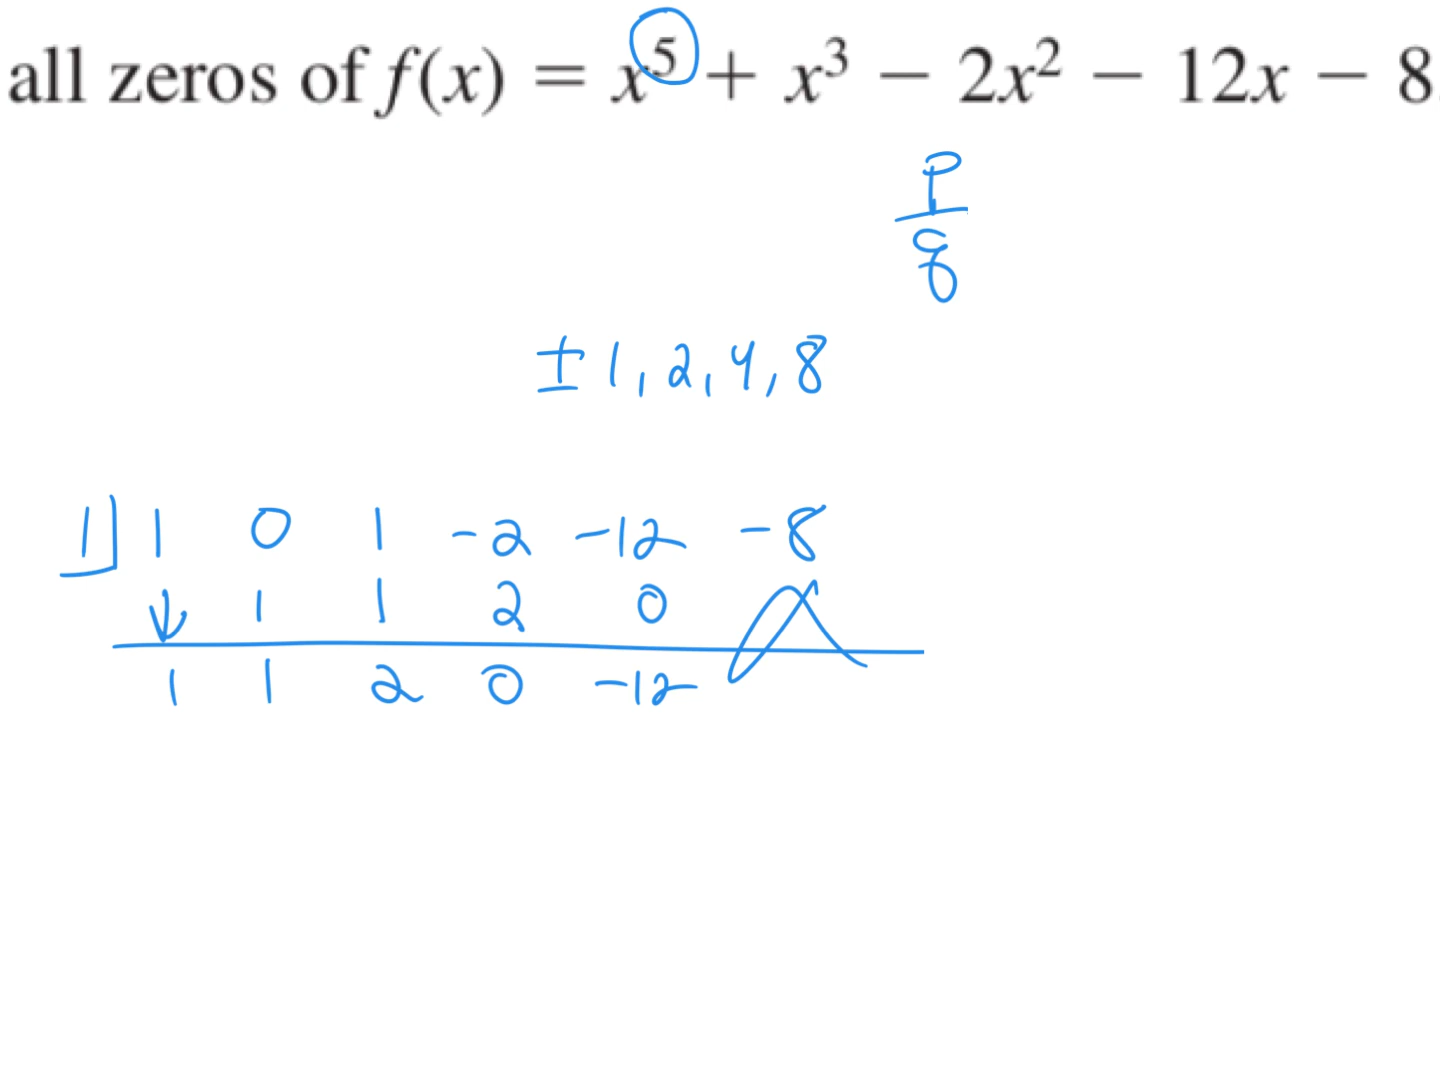 all zeros of f(x) = x⁵ + x³ − 2x² − 12x − 8
P
q
± 1, 2, 4, 8
1 1 0 1 -2 -12 -8
↓ 1 1 2 0
1 1 2 0 -12